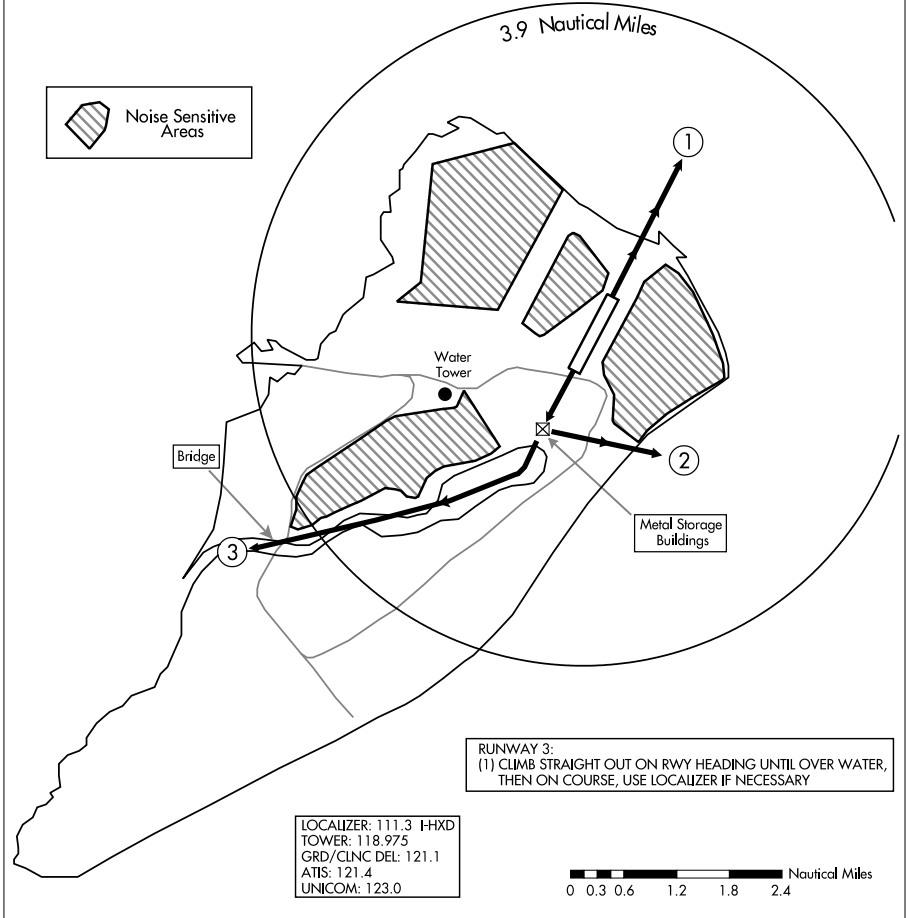 3.9 Nautical Miles
Noise Sensitive
Areas
1
Water
Tower
Bridge
2
3
Metal Storage
Buildings
RUNWAY 3:
(1) CLIMB STRAIGHT OUT ON RWY HEADING UNTIL OVER WATER,
THEN ON COURSE, USE LOCALIZER IF NECESSARY
LOCALIZER: 111.3 I-HXD
TOWER: 118.975
GRD/CLNC DEL: 121.1
ATIS: 121.4
UNICOM: 123.0
Nautical Miles
0 0.3 0.6 1.2 1.8 2.4